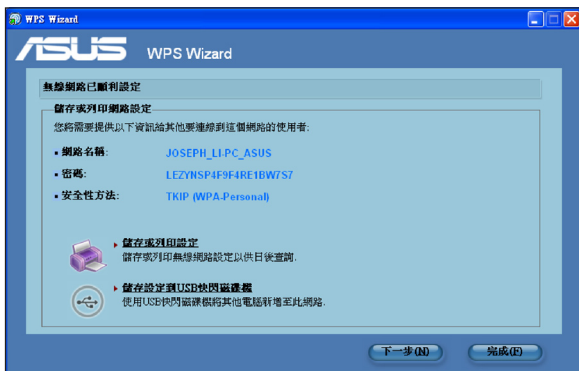 WPS Wizard
ASUS WPS Wizard
無線網路已順利設定
儲存或列印網路設定
您將需要提供以下資訊給其他要連線到這個網路的使用者:
網路名稱: JOSEPH_LI-PC_ASUS
密碼: LEZYNSP4F9F4RE1BW7S7
安全性方法: TKIP (WPA-Personal)
儲存或列印設定
儲存或列印無線網路設定以供日後查詢.
儲存設定到USB快閃磁碟機
使用USB快閃磁碟機將其他電腦新增至此網路.
下一步(N) 完成(F)